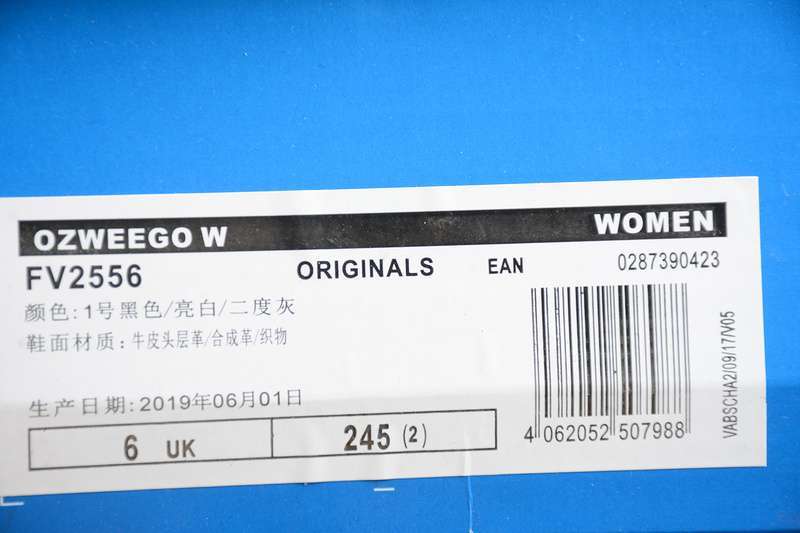 OZWEEGO W WOMEN
FV2556 ORIGINALS EAN 0287390423
颜色:1号黑色/亮白/二度灰
鞋面材质:牛皮头层革/合成革/织物
生产日期:2019年06月01日
6 UK 245 (2)
4 062052 507988
VABSCHA2/09/17/V05